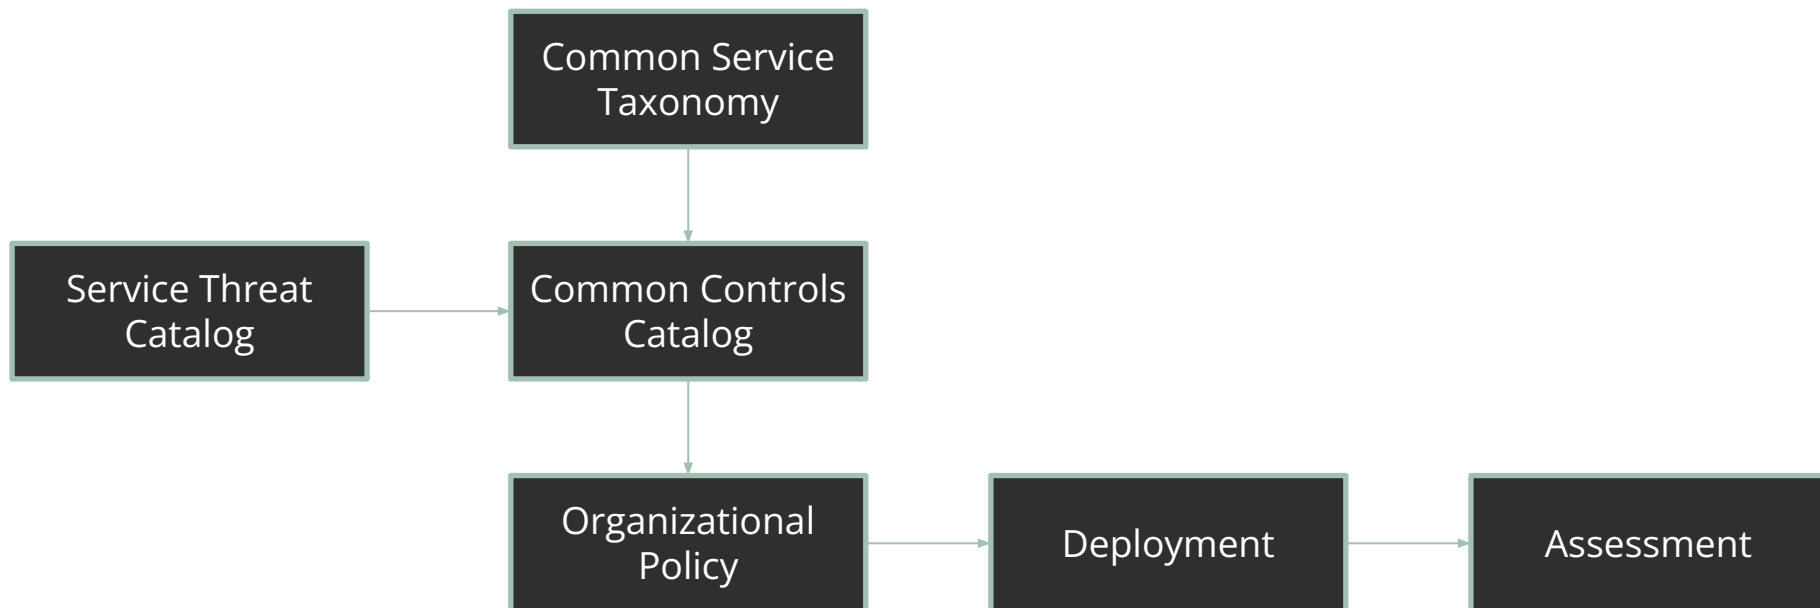 Common Service
Taxonomy
Service Threat
Catalog
Common Controls
Catalog
Organizational
Policy
Deployment
Assessment